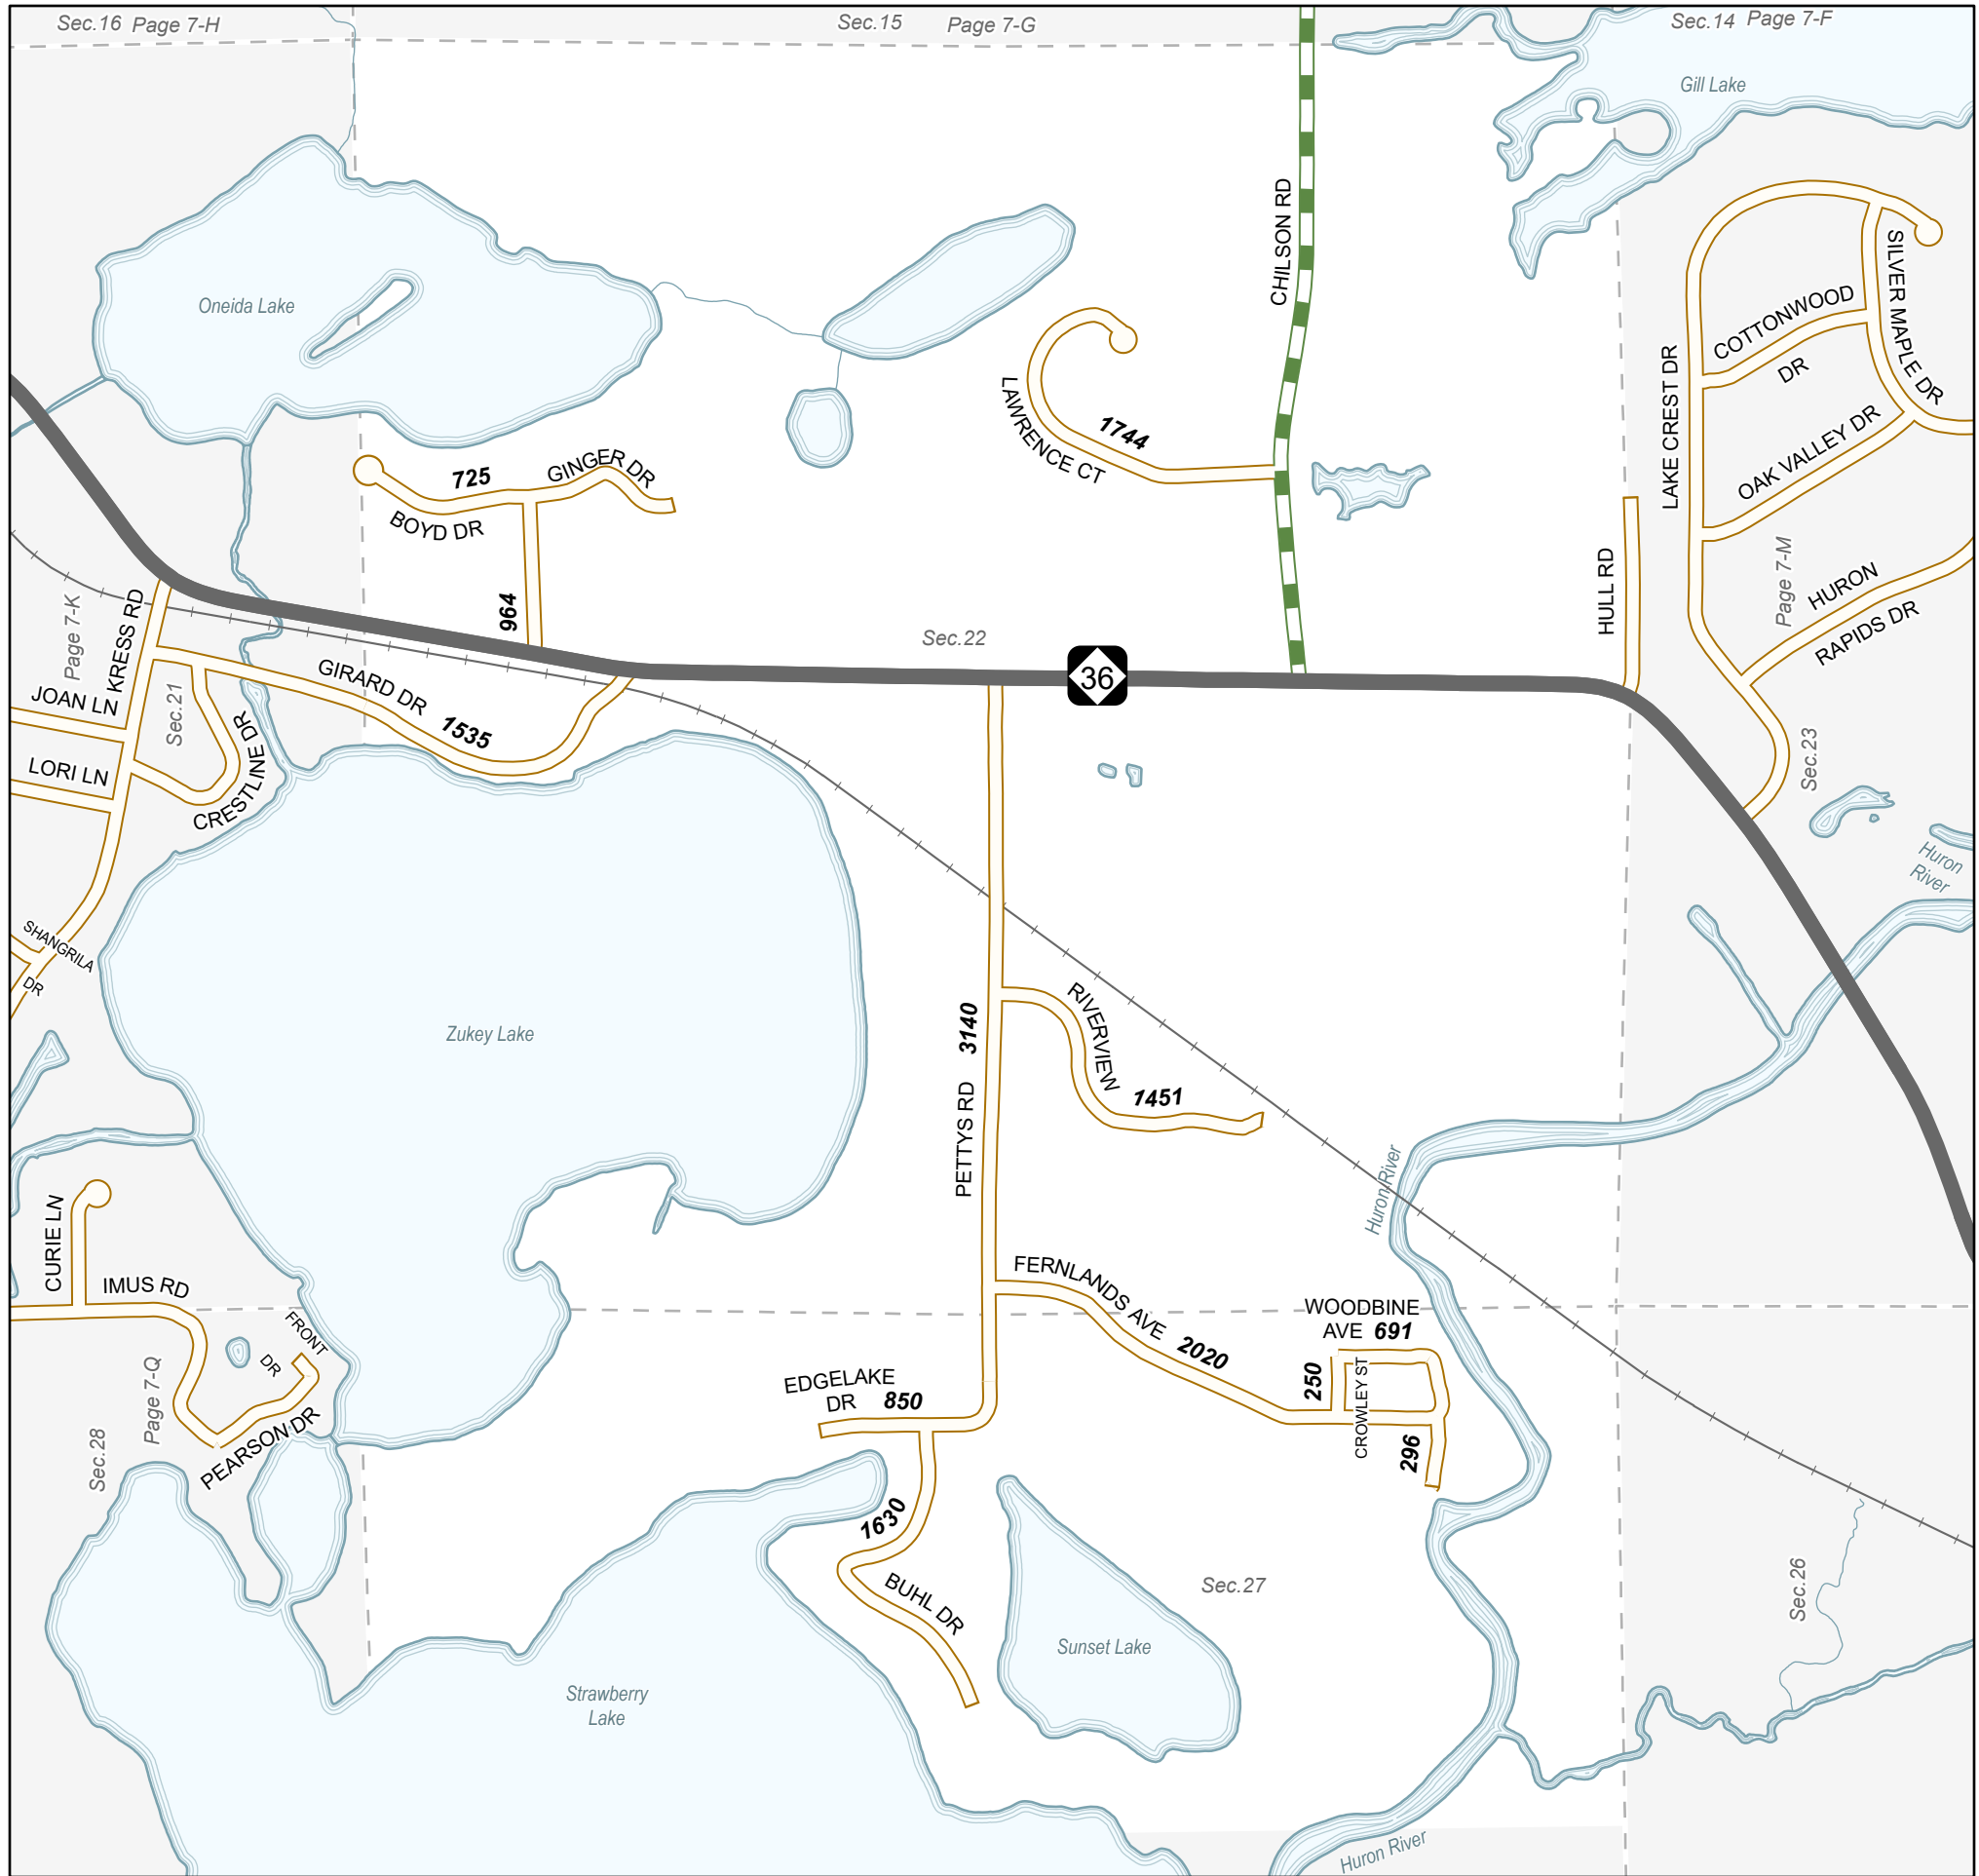 Sec.16 Page 7-H
Sec.15 Page 7-G
Sec.14 Page 7-F
Gill Lake
Oneida Lake
CHILSON RD
SILVER MAPLE DR
COTTONWOOD
DR
LAKE CREST DR
OAK VALLEY DR
LAWRENCE CT
1744
725
GINGER DR
BOYD DR
964
HULL RD
Page 7-M
HURON
RAPIDS DR
Page 7-K
KRESS RD
Sec.22
36
JOAN LN
Sec.21
GIRARD DR
1535
LORI LN
CRESTLINE DR
Sec.23
Huron
River
SHANGRILA
DR
Zukey Lake
3140
PETTYS RD
RIVERVIEW
1451
Huron River
CURIE LN
IMUS RD
FRONT
DR
Page 7-Q
PEARSON DR
Sec.28
FERNLANDS AVE
2020
WOODBINE
AVE 691
250
CROWLEY ST
296
EDGELAKE
DR 850
1630
BUHL DR
Sec.27
Sec.26
Sunset Lake
Strawberry
Lake
Huron River